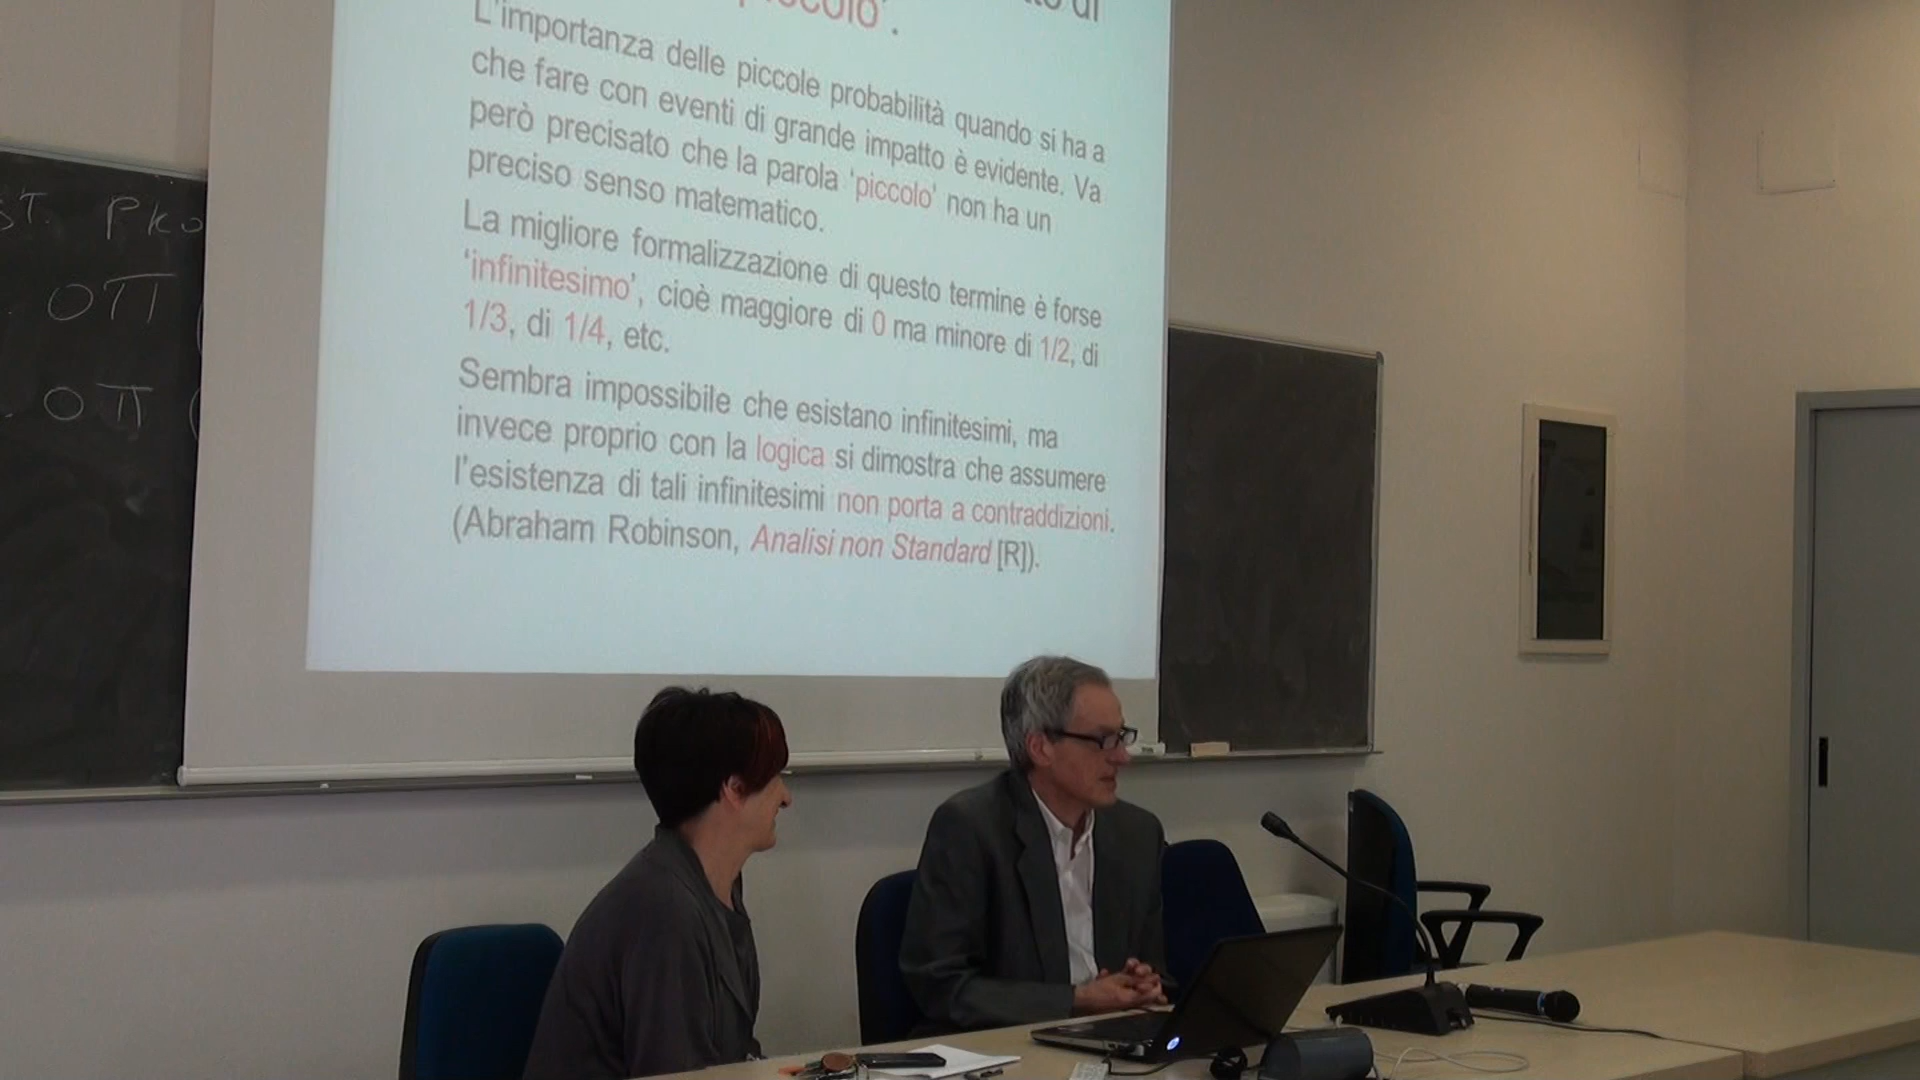 piccolo'.
L'importanza delle piccole probabilità quando si ha a
che fare con eventi di grande impatto è evidente. Va
però precisato che la parola 'piccolo' non ha un
preciso senso matematico.
La migliore formalizzazione di questo termine è forse
'infinitesimo', cioè maggiore di 0 ma minore di 1/2, di
1/3, di 1/4, etc.
Sembra impossibile che esistano infinitesimi, ma
invece proprio con la logica si dimostra che assumere
l'esistenza di tali infinitesimi non porta a contraddizioni.
(Abraham Robinson, Analisi non Standard [R]).